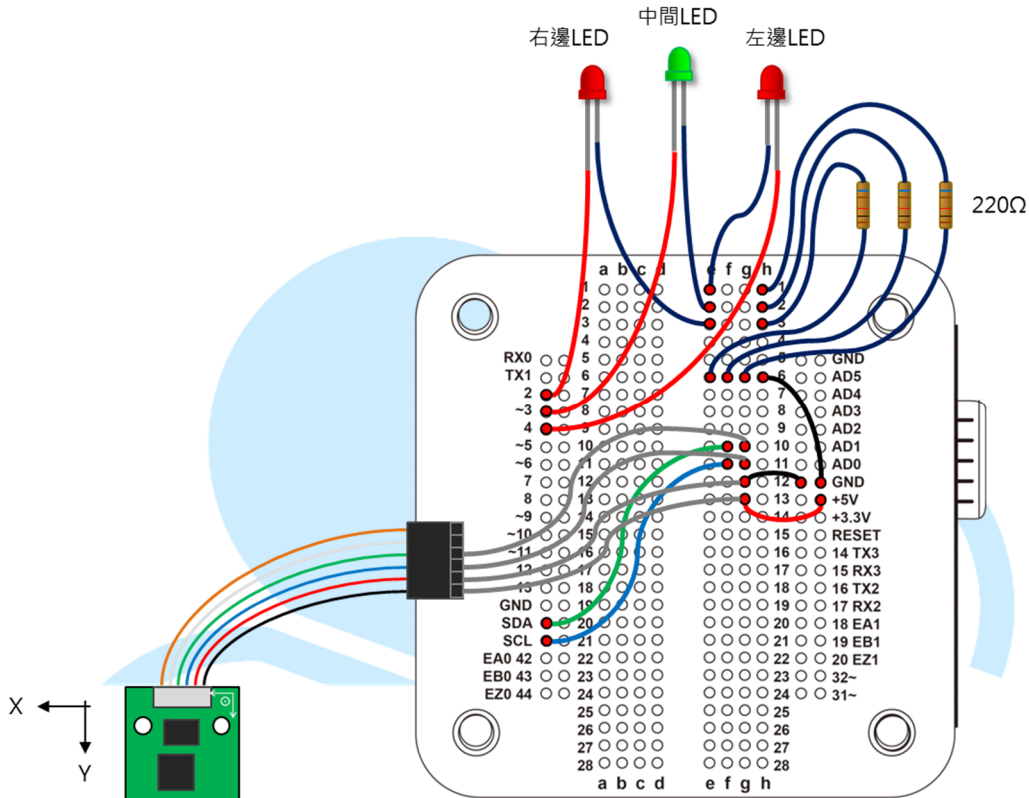 中間LED
右邊LED
左邊LED
220Ω
a b c d e f g h
1 1
2 2
3 3
4 4
RX0 5 5 GND
TX1 6 6 AD5
2 7 7 AD4
~3 8 8 AD3
4 9 9 AD2
~5 10 10 AD1
~6 11 11 AD0
7 12 12 GND
8 13 13 +5V
~9 14 14 +3.3V
~10 15 15 RESET
~11 16 16 14 TX3
12 17 17 15 RX3
13 18 18 16 TX2
GND 19 19 17 RX2
SDA 20 20 18 EA1
SCL 21 21 19 EB1
EA0 42 22 22 20 EZ1
EB0 43 23 23 32~
EZ0 44 24 24 31~
25 25
26 26
27 27
28 28
a b c d e f g h
X
Y